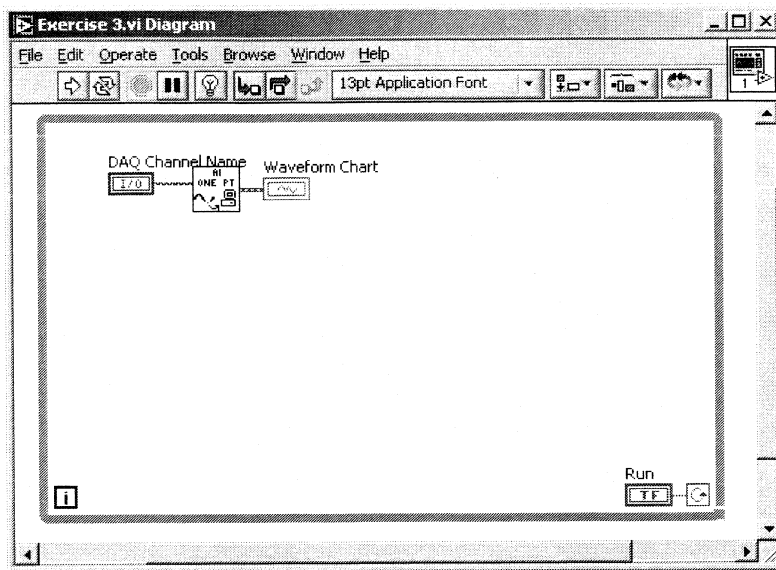 Exercise 3.vi Diagram
File Edit Operate Tools Browse Window Help
13pt Application Font
1
DAQ Channel Name
Waveform Chart
I/O
AI
ONE PT
Run
TF
i